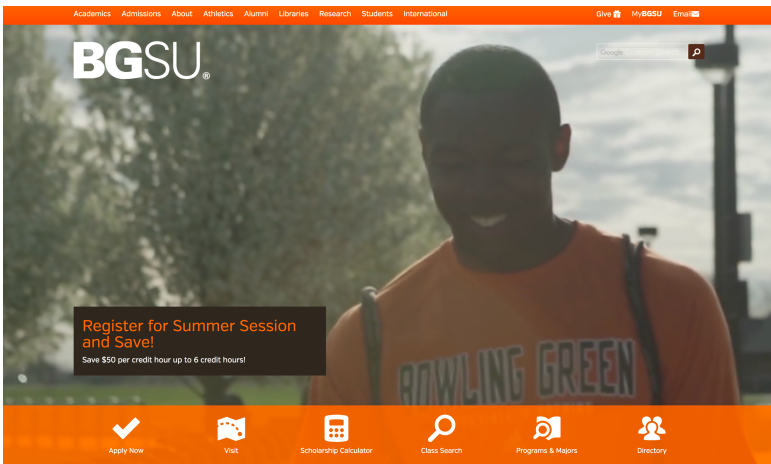 Academics Admissions About Athletics Alumni Libraries Research Students International
Give MyBGSU Email
BGSU®
Google
Register for Summer Session
and Save!
Save $50 per credit hour up to 6 credit hours!
BOWLING GREEN
Apply Now Visit Scholarship Calculator Class Search Programs & Majors Directory